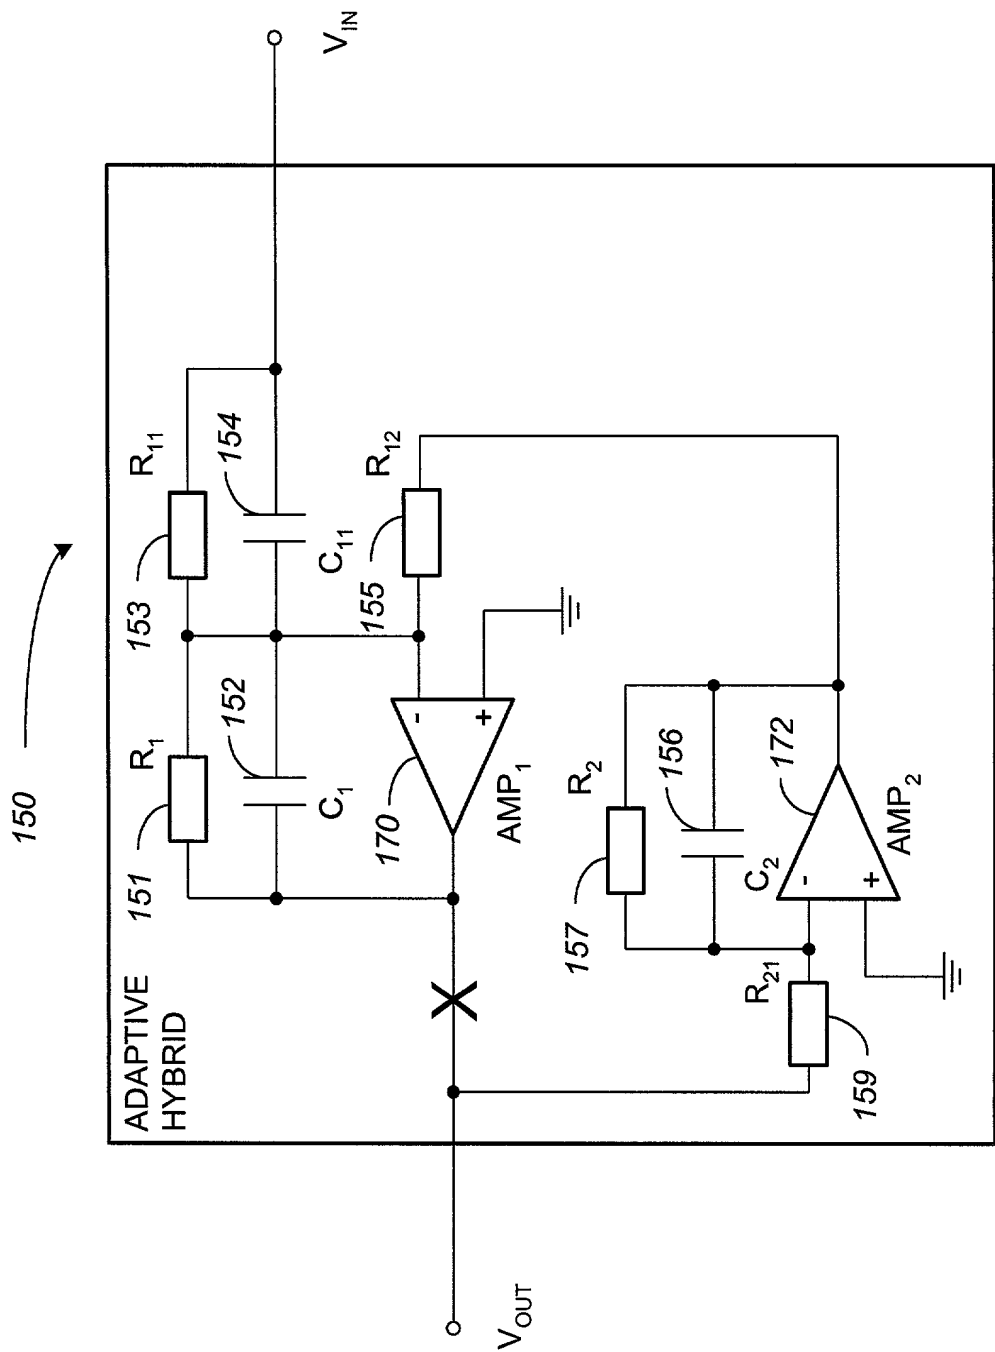 150
ADAPTIVE
HYBRID
V_IN
V_OUT
151
R_1
152
C_1
153
R_11
154
C_11
155
R_12
170
-
+
AMP_1
157
R_2
156
C_2
172
-
+
AMP_2
R_21
159
X